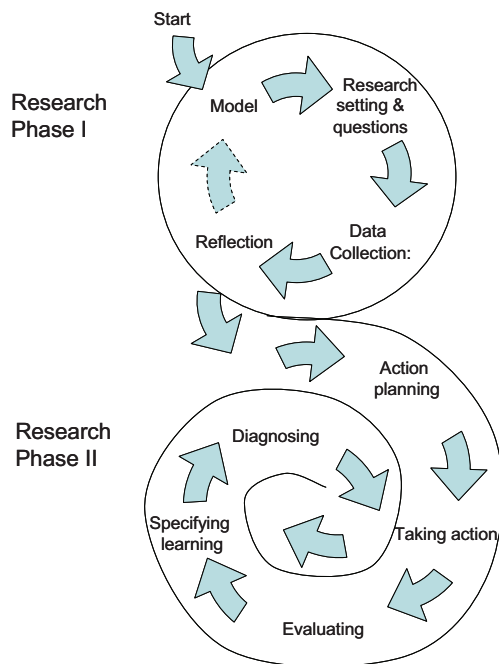 Start
Research
Phase I
Model
Research
setting &
questions
Reflection
Data
Collection:
Action
planning
Research
Phase II
Diagnosing
Specifying
learning
Taking action
Evaluating